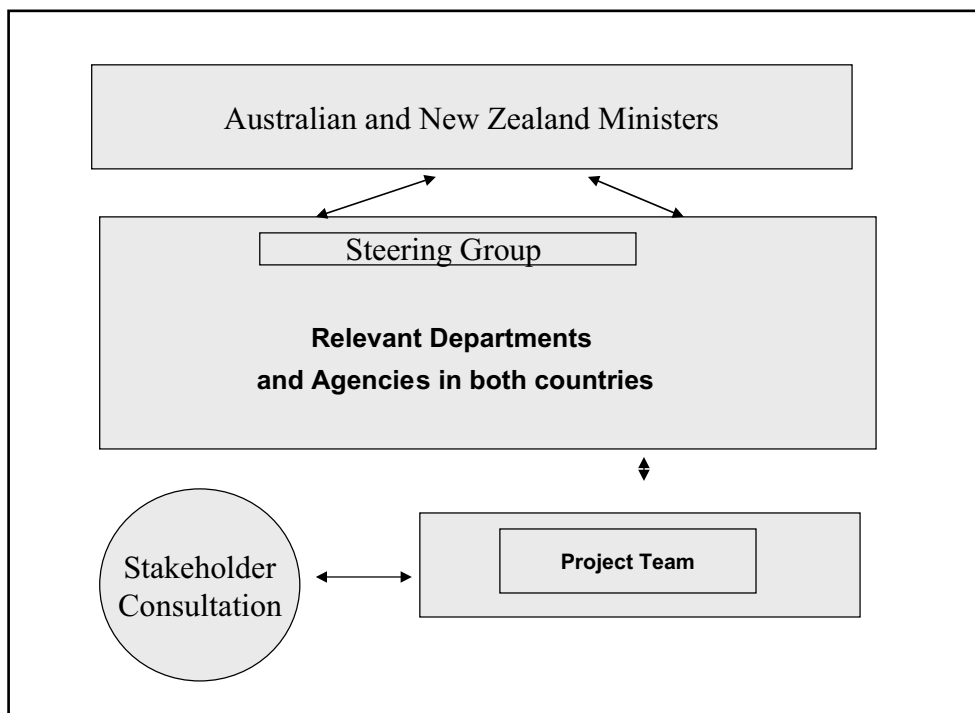 Australian and New Zealand Ministers
Steering Group
Relevant Departments
and Agencies in both countries
Stakeholder
Consultation
Project Team